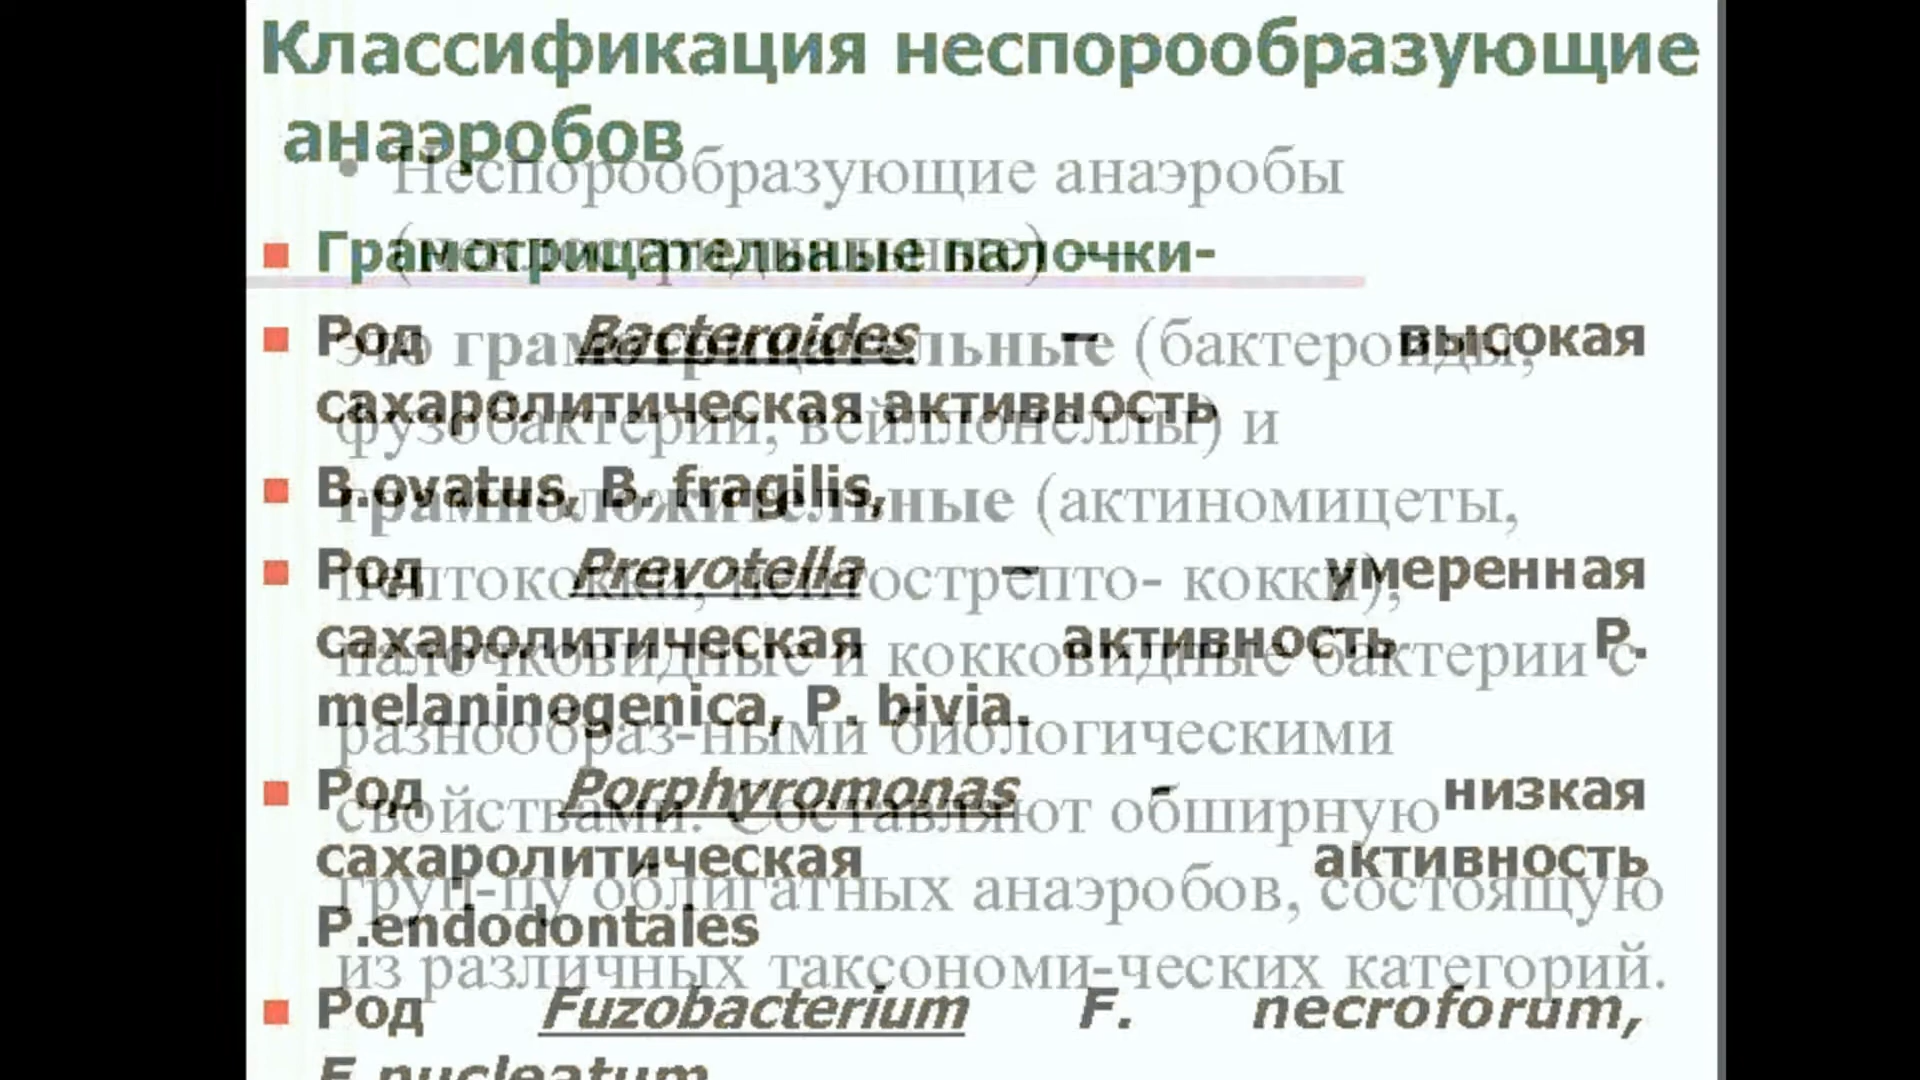 Классификация неспорообразующие
анаэробов
• Неспорообразующие анаэробы
Грамотрицательные палочки-
Род Bacteroides – высокая
это грамотрицательные (бактероиды,
сахаролитическая активность
фузобактерии, вейллонеллы) и
B.ovatus, B. fragilis,
грамположительные (актиномицеты,
Род Prevotella – умеренная
пептококки, пептострепто- кокки),
сахаролитическая активность P.
палочковидные и кокковидные бактерии с
melaninogenica, P. bivia.
разнообраз-ными биологическими
Род Porphyromonas - низкая
свойствами. Составляют обширную
сахаролитическая активность
груп-пу облигатных анаэробов, состоящую
P.endodontales
из различных таксономи-ческих категорий.
Род Fuzobacterium F. necroforum,
F.nucleatum